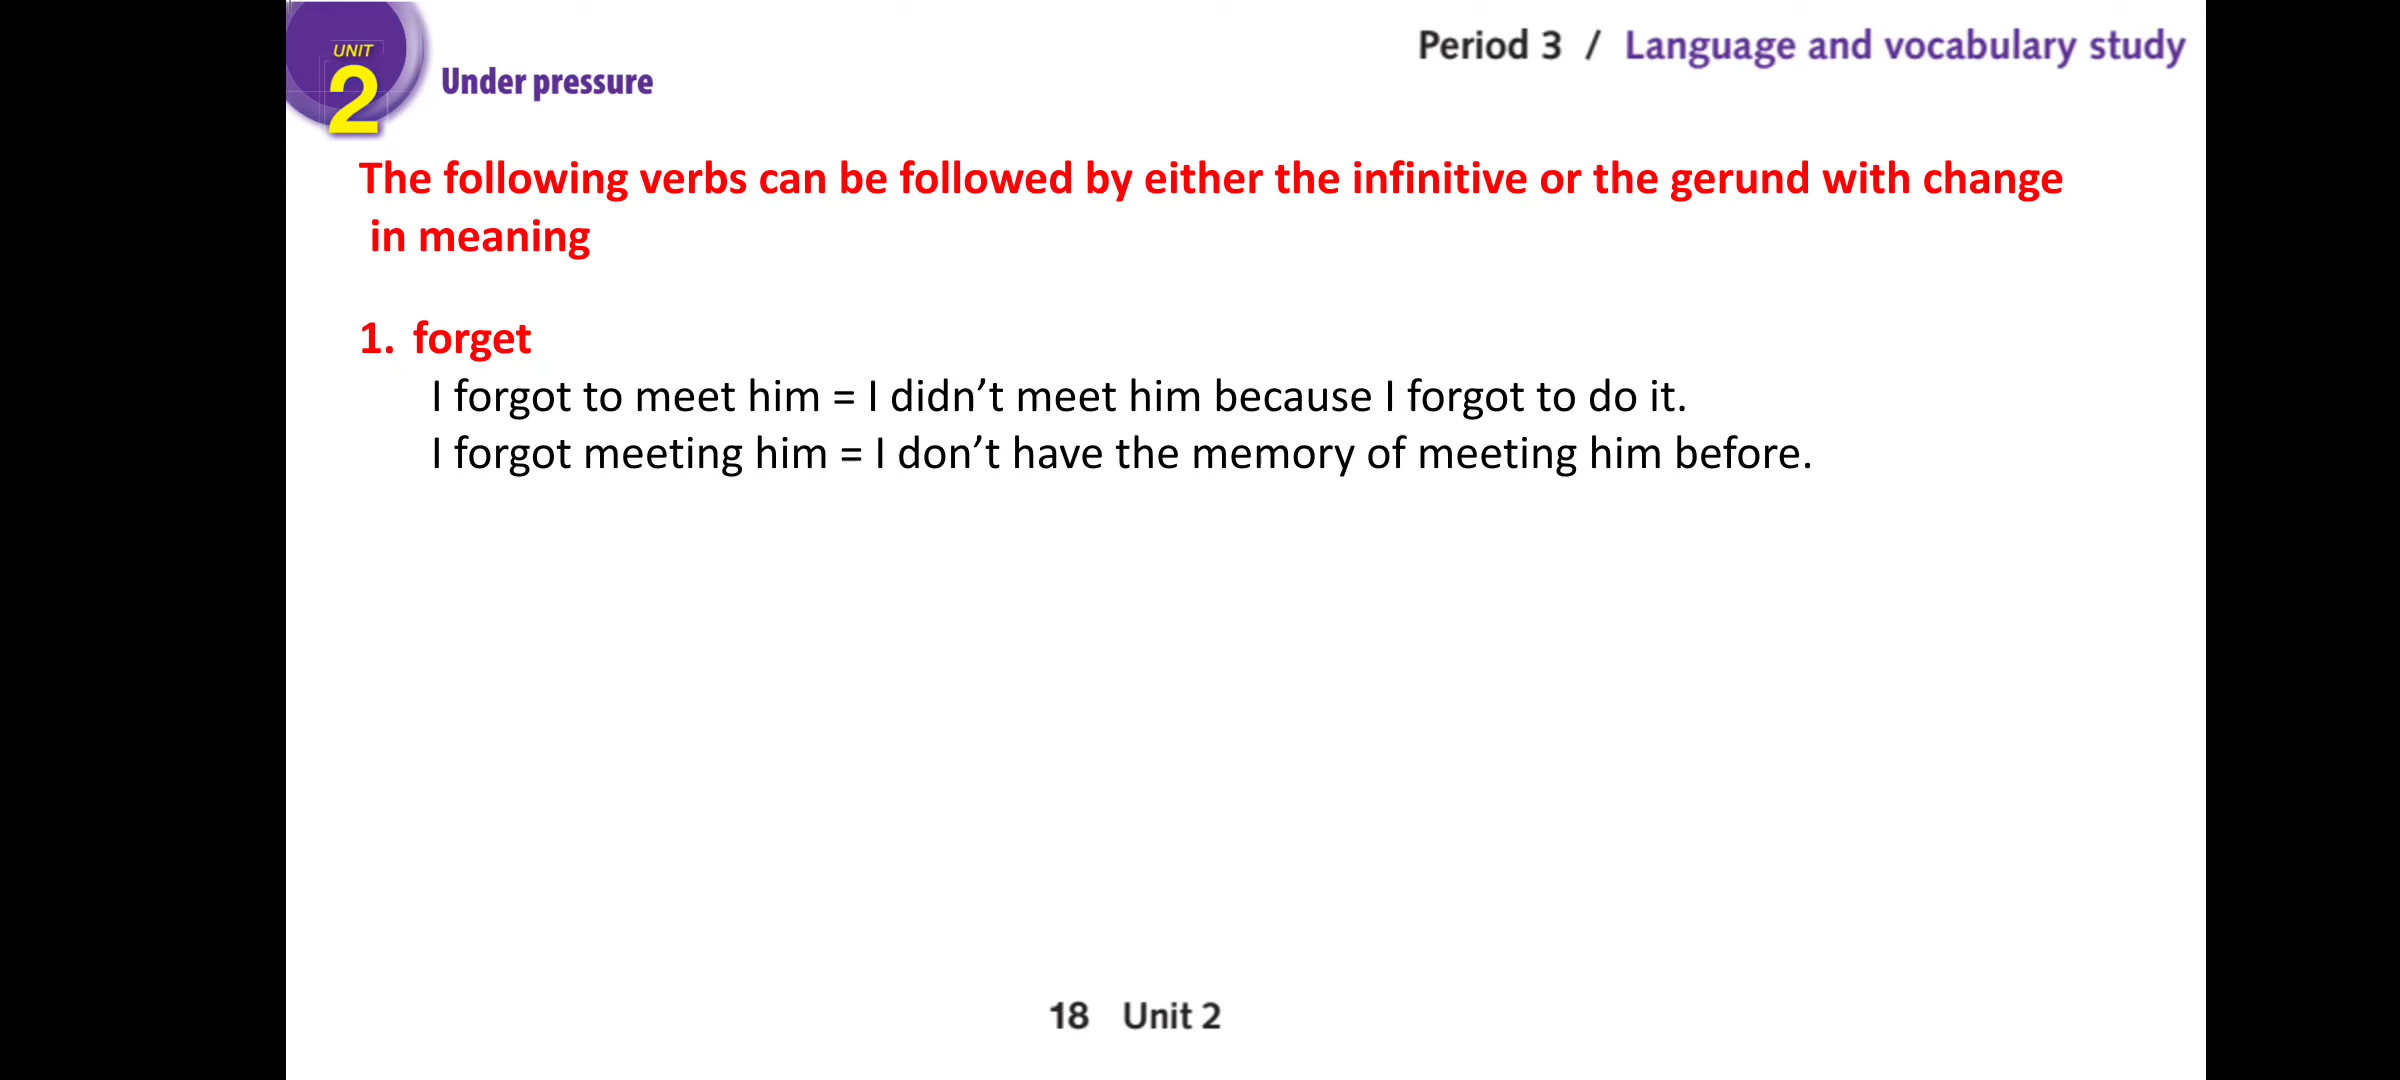 UNIT
2
Under pressure
Period 3 / Language and vocabulary study
The following verbs can be followed by either the infinitive or the gerund with change
in meaning
1. forget
I forgot to meet him = I didn’t meet him because I forgot to do it.
I forgot meeting him = I don’t have the memory of meeting him before.
18 Unit 2